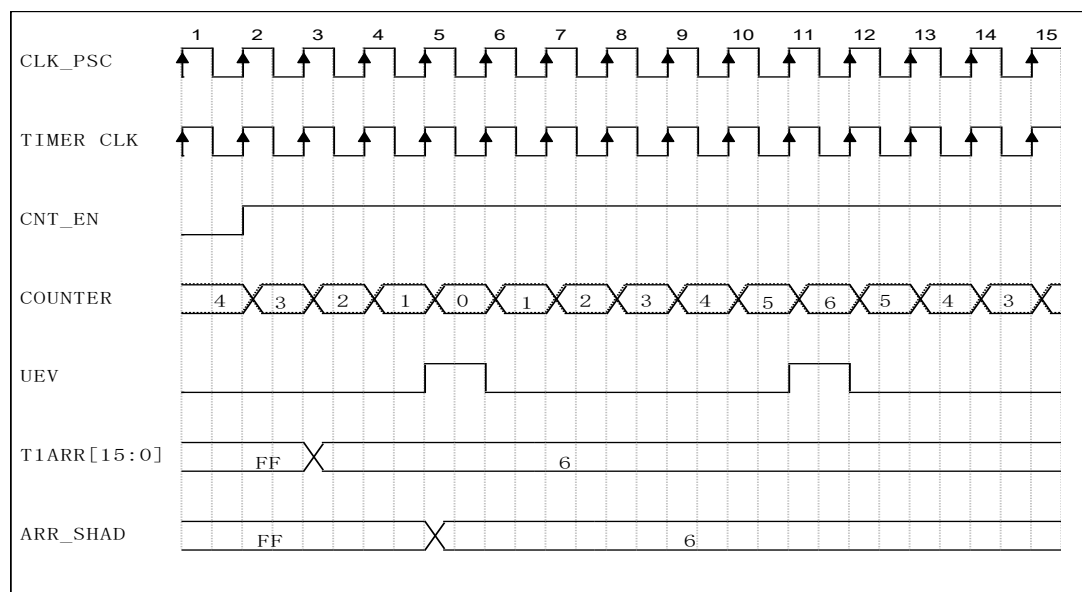 1 2 3 4 5 6 7 8 9 10 11 12 13 14 15
CLK_PSC
TIMER CLK
CNT_EN
COUNTER 4 3 2 1 0 1 2 3 4 5 6 5 4 3
UEV
T1ARR[15:0] FF 6
ARR_SHAD FF 6